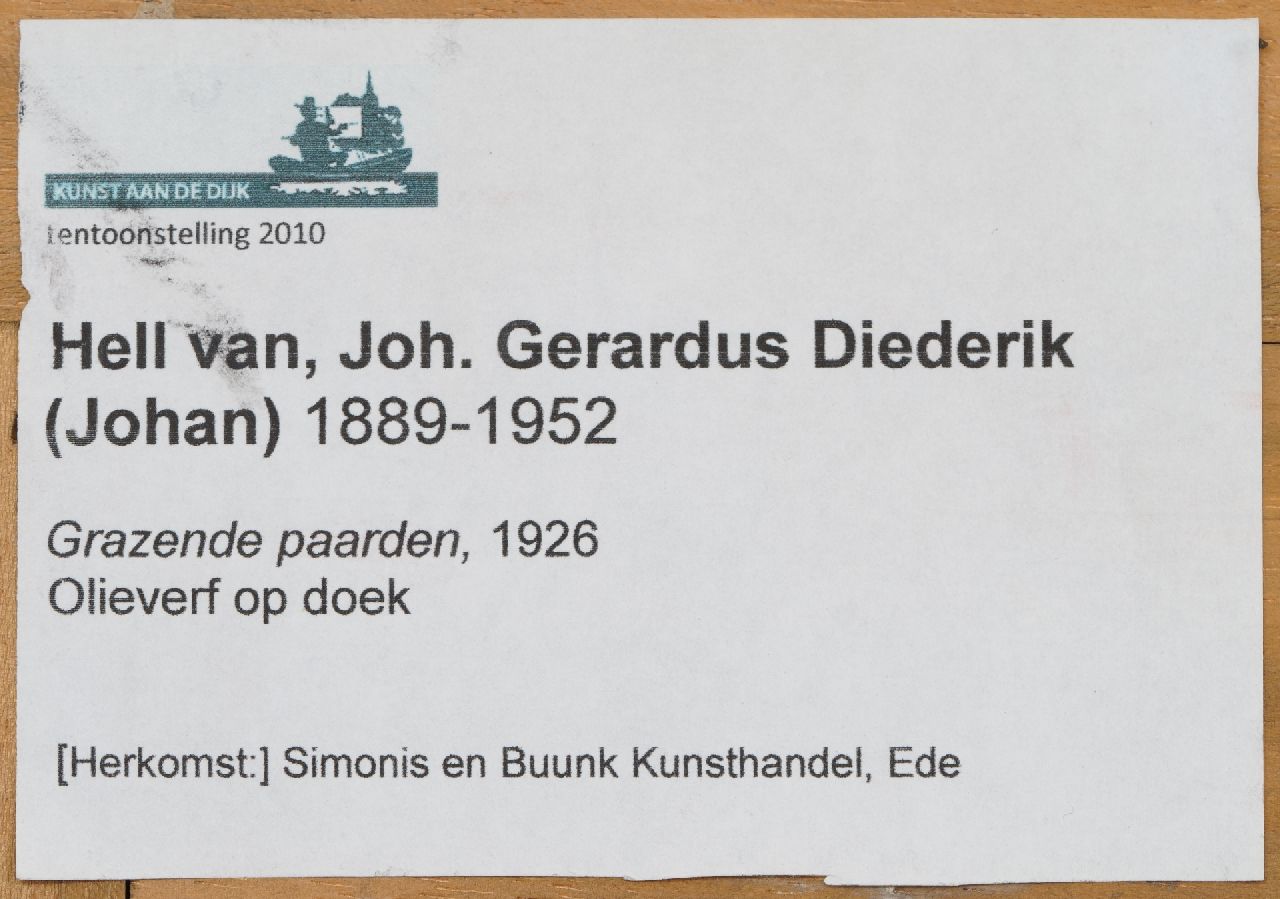 KUNST AAN DE DIJK
tentoonstelling 2010
Hell van, Joh. Gerardus Diederik
(Johan) 1889-1952
Grazende paarden, 1926
Olieverf op doek
[Herkomst:] Simonis en Buunk Kunsthandel, Ede